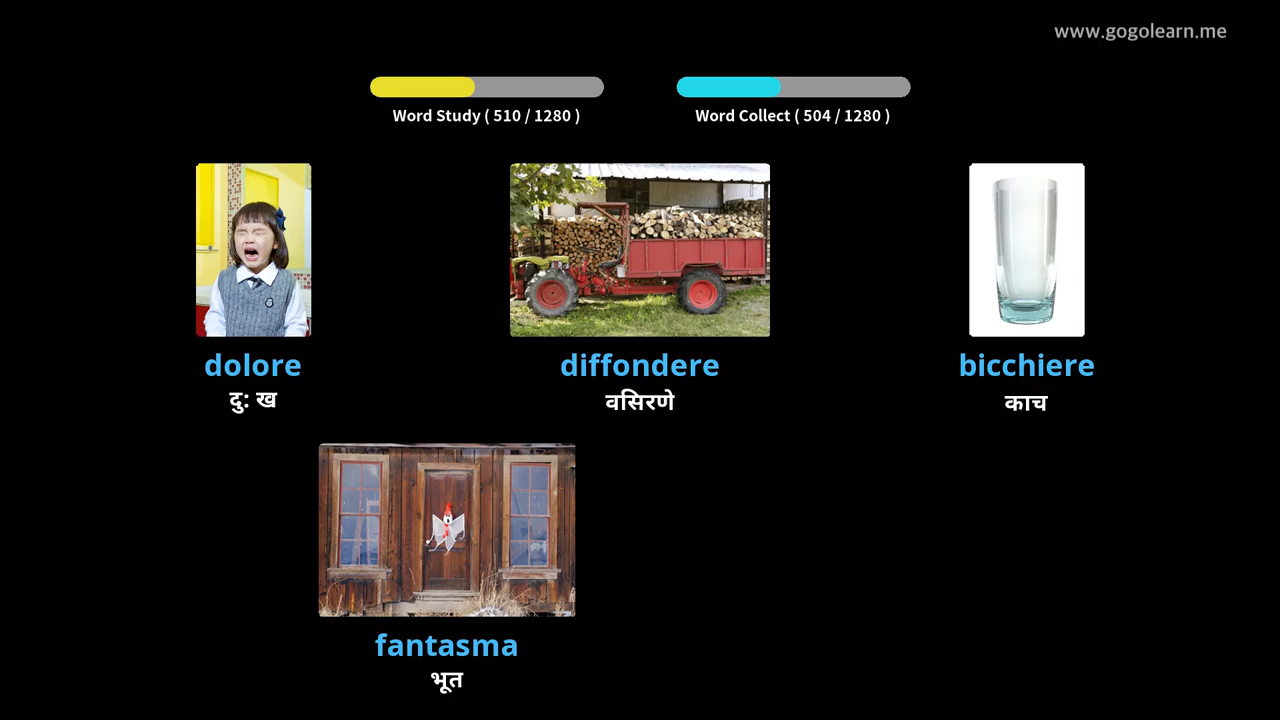 www.gogolearn.me
Word Study ( 510 / 1280 )
Word Collect ( 504 / 1280 )
dolore
दु: ख
diffondere
वसिरणे
bicchiere
काच
fantasma
भूत